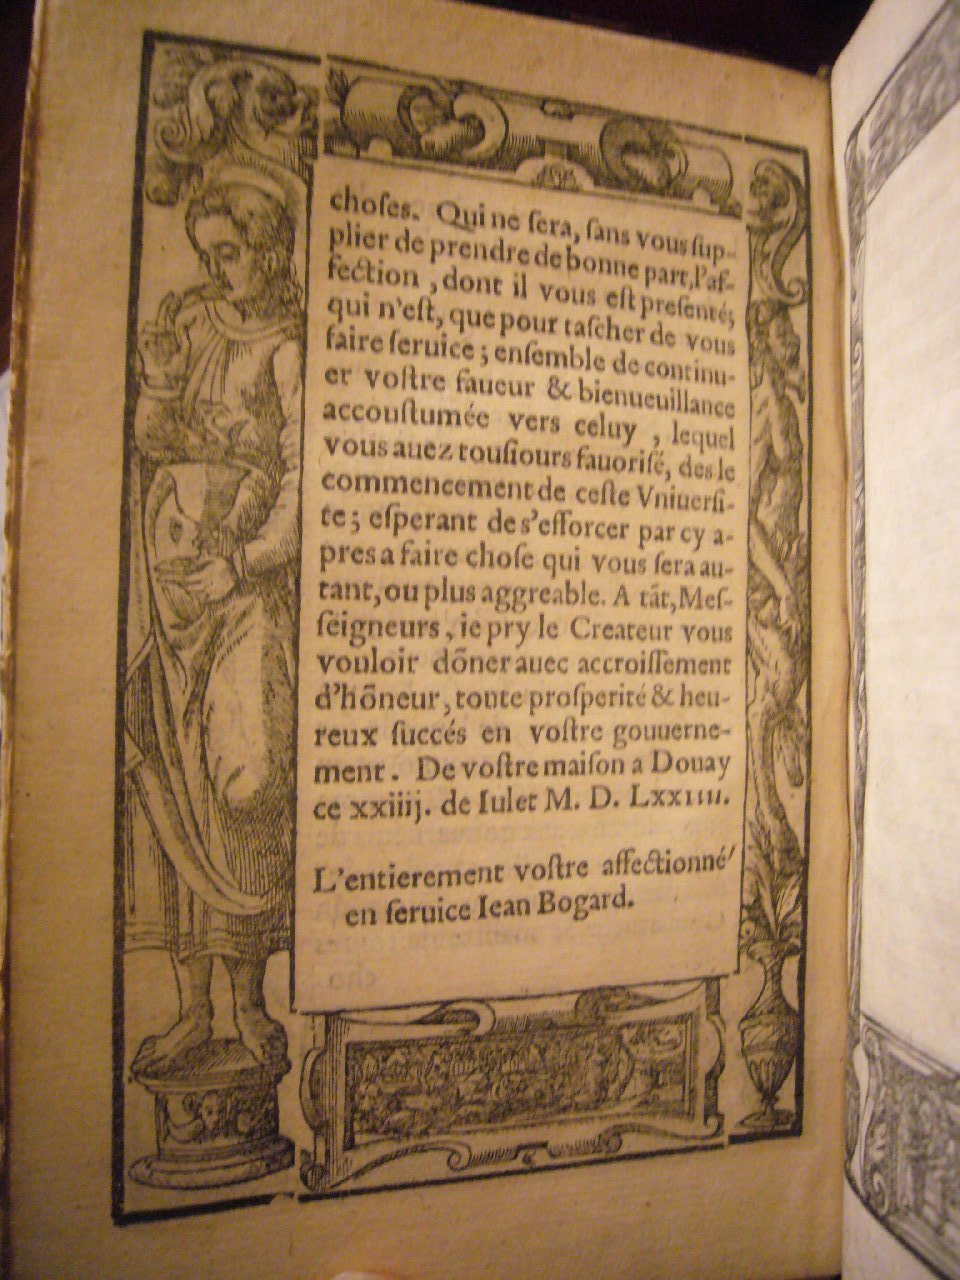 choſes. Qui ne ſera, ſans vous ſup-
plier de prendre de bonne part, l'af-
fection, dont il vous eſt preſenté;
qui n'eſt, que pour taſcher de vous
faire ſeruice; enſemble de continu-
er voſtre faueur & bienueuillance
accouſtumée vers celuy, lequel
vous auez touſiours fauoriſé, des le
commencement de ceſte Vniuerſi-
te; eſperant de s'efforcer par cy a-
pres a faire choſe qui vous ſera au-
tant, ou plus aggreable. A tãt, Meſ-
ſeigneurs, ie pry le Createur vous
vouloir dõner auec accroiſſement
d'hõneur, toute proſperité & heu-
reux ſuccés en voſtre gouuerne-
ment. De voſtre maiſon a Douay
ce xxiiij. de Iulet M. D. LXXIIII.
L'entierement voſtre affectionné
en ſeruice Iean Bogard.